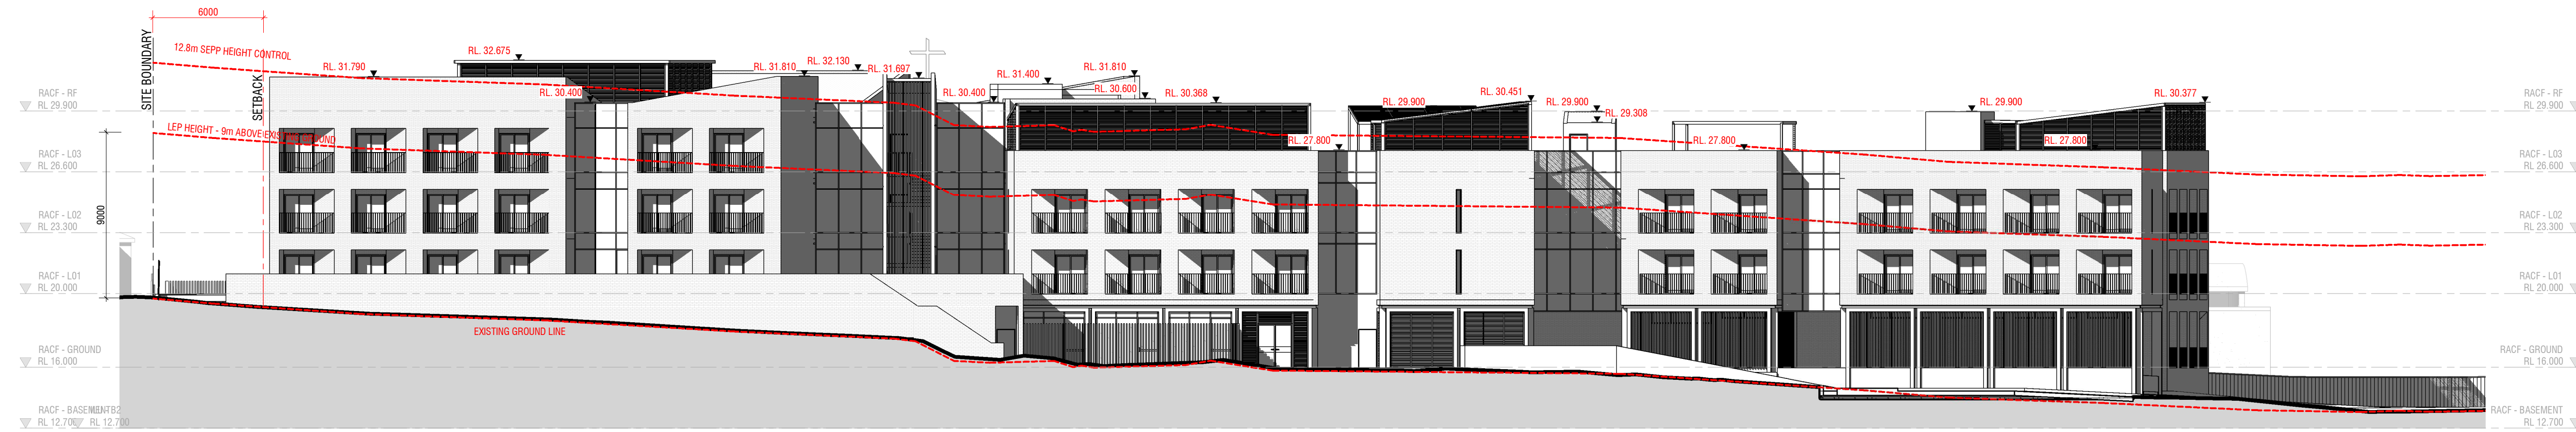 6000
SITE BOUNDARY
12.8m SEPP HEIGHT CONTROL
SETBACK
LEP HEIGHT - 9m ABOVE EXISTING GROUND
9000
RL. 31.790
RL. 32.675
RL. 30.400
RL. 31.810
RL. 32.130
RL. 31.697
RL. 30.400
RL. 31.400
RL. 31.810
RL. 30.600
RL. 30.368
RL. 27.800
RL. 29.900
RL. 30.451
RL. 29.900
RL. 29.308
RL. 27.800
RL. 29.900
RL. 27.800
RL. 30.377
RACF - RF
RL 29.900
RACF - L03
RL 26.600
RACF - L02
RL 23.300
RACF - L01
RL 20.000
RACF - GROUND
RL 16.000
RACF - BASEMENT
RL 12.700
RL 12.700
EXISTING GROUND LINE
RACF - RF
RL 29.900
RACF - L03
RL 26.600
RACF - L02
RL 23.300
RACF - L01
RL 20.000
RACF - GROUND
RL 16.000
RACF - BASEMENT
RL 12.700